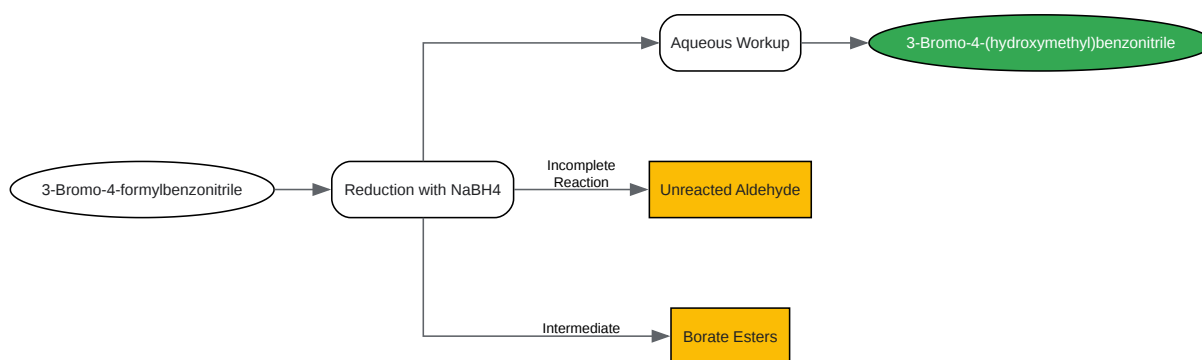 Aqueous Workup
3-Bromo-4-(hydroxymethyl)benzonitrile
3-Bromo-4-formylbenzonitrile
Reduction with NaBH4
Incomplete
Reaction
Unreacted Aldehyde
Intermediate
Borate Esters